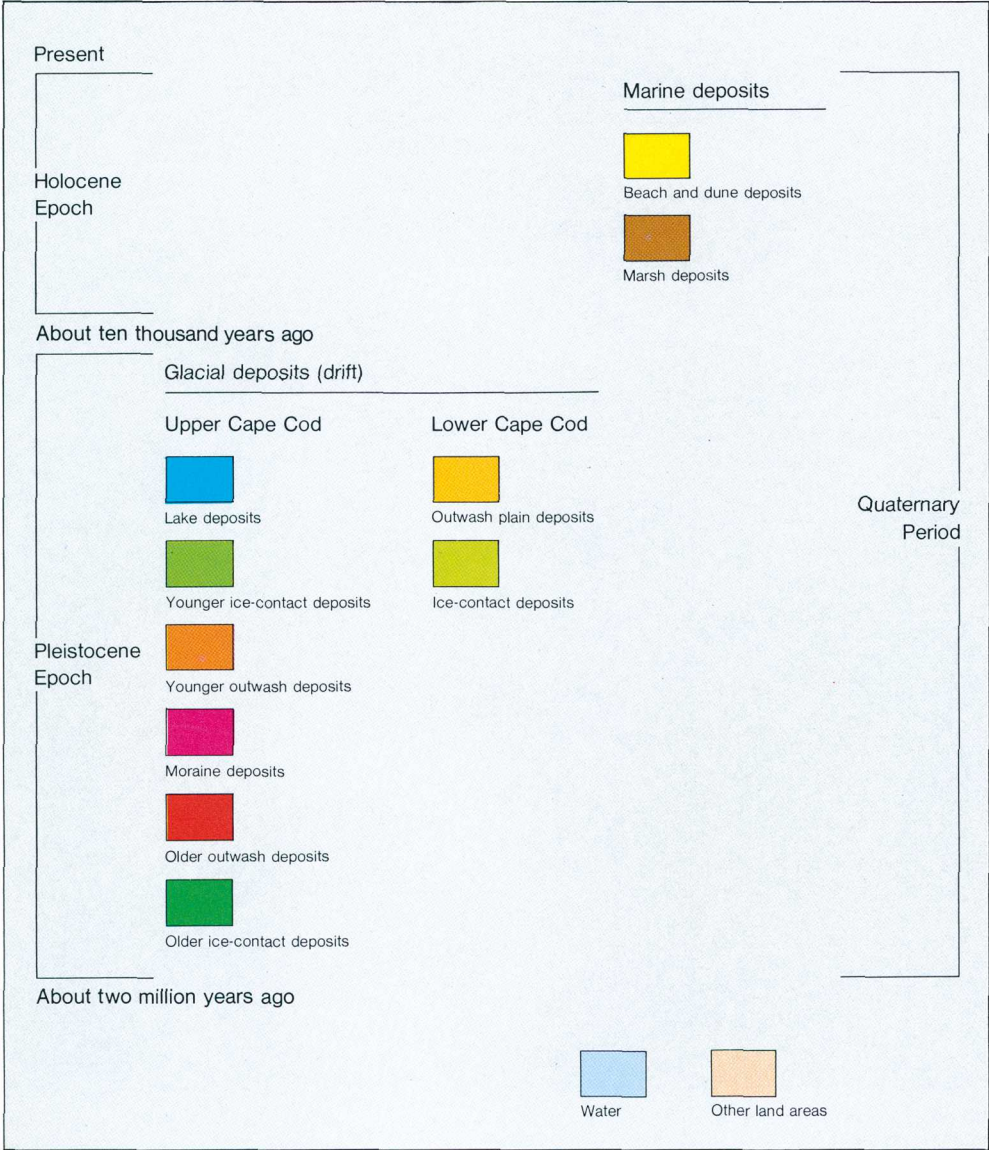 Present
Marine deposits
Beach and dune deposits
Holocene
Epoch
Marsh deposits
About ten thousand years ago
Glacial deposits (drift)
Upper Cape Cod
Lower Cape Cod
Lake deposits
Outwash plain deposits
Quaternary
Period
Younger ice-contact deposits
Ice-contact deposits
Pleistocene
Epoch
Younger outwash deposits
Moraine deposits
Older outwash deposits
Older ice-contact deposits
About two million years ago
Water
Other land areas